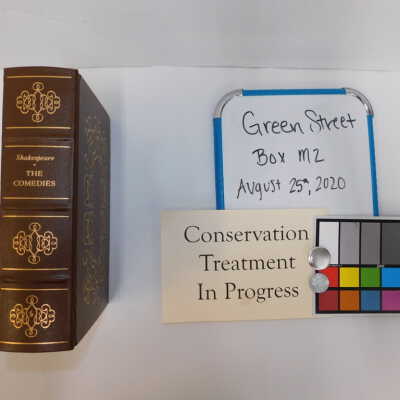 Shakespeare
THE
COMEDIES
Green Street
Box M2
August 25th, 2020
Conservation
Treatment
In Progress